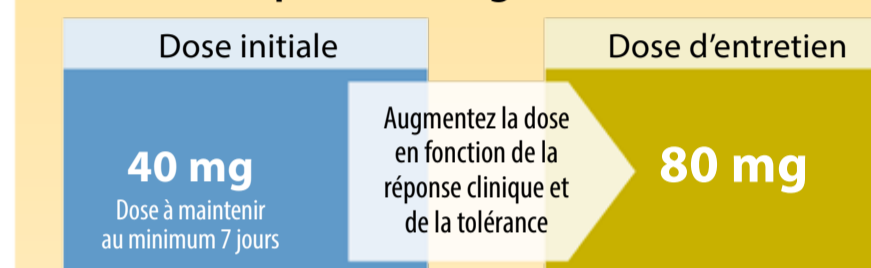 Dose initiale
40 mg
Dose à maintenir
au minimum 7 jours
Augmentez la dose
en fonction de la
réponse clinique et
de la tolérance
Dose d’entretien
80 mg